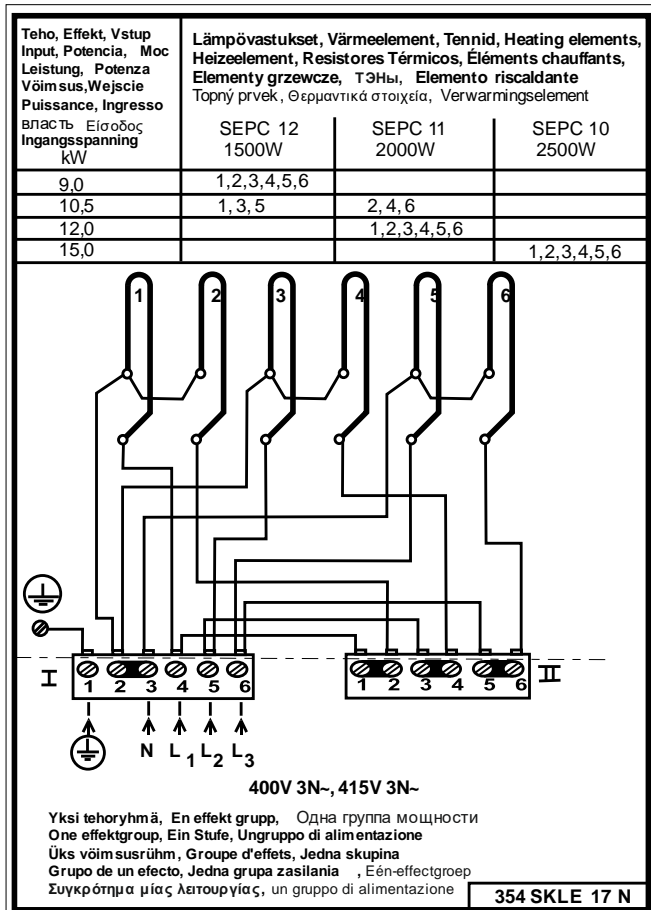 Teho, Effekt, Vstup
Input, Potencia, Moc
Leistung, Potenza
Vöimsus,Wejscie
Puissance, Ingresso
власть Είσοδος
Ingangsspanning
kW
Lämpövastukset, Värmeelement, Tennid, Heating elements,
Heizeelement, Resistores Térmicos, Éléments chauffants,
Elementy grzewcze, ТЭНы, Elemento riscaldante
Topný prvek, Θερμαντικά στοιχεία, Verwarmingselement
SEPC 12 SEPC 11 SEPC 10
1500W 2000W 2500W
9,0 1,2,3,4,5,6
10,5 1, 3, 5 2, 4, 6
12,0 1,2,3,4,5,6
15,0 1,2,3,4,5,6
1 2 3 4 5 6
I 1 2 3 4 5 6 1 2 3 4 5 6 II
N L1 L2 L3
400V 3N~, 415V 3N~
Yksi tehoryhmä, En effekt grupp, Одна группа мощности
One effektgroup, Ein Stufe, Ungruppo di alimentazione
Üks vöimsusrühm, Groupe d'effets, Jedna skupina
Grupo de un efecto, Jedna grupa zasilania , Eén-effectgroep
Συγκρότημα μίας λειτουργίας, un gruppo di alimentazione
354 SKLE 17 N